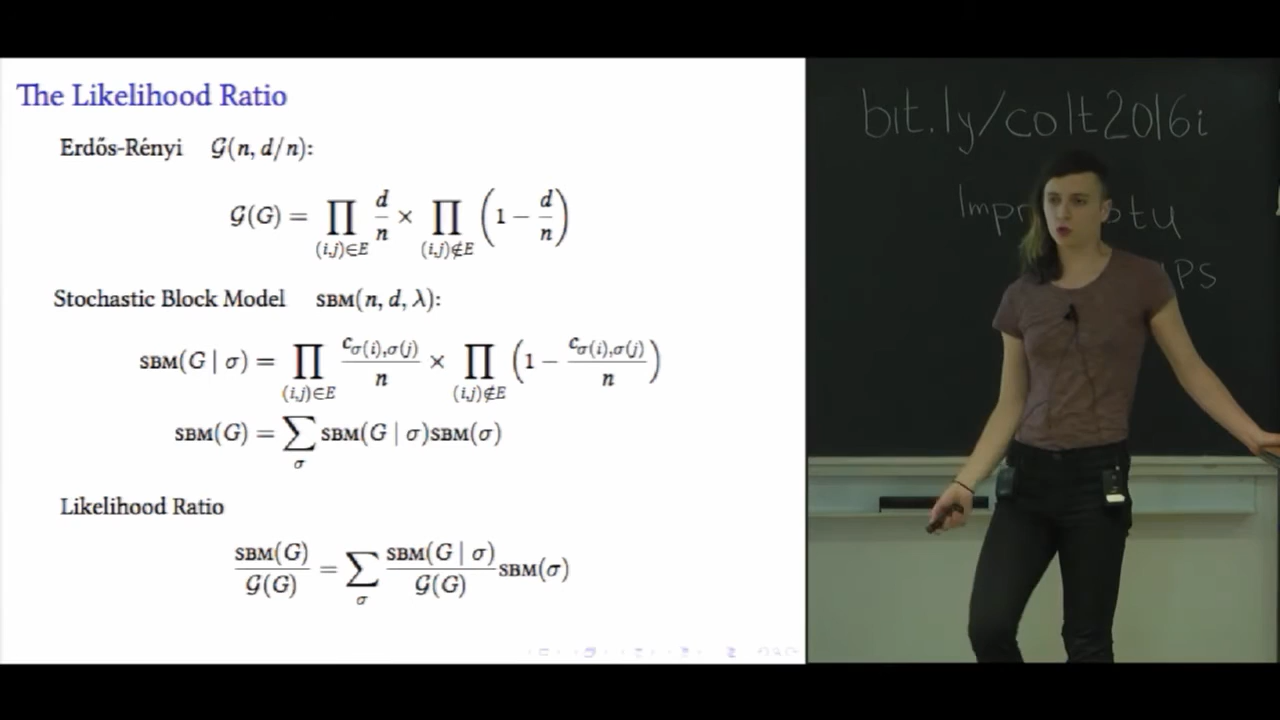 The Likelihood Ratio
Erdős-Rényi G(n, d/n):
G(G) = ∏_{(i,j)∈E} d/n × ∏_{(i,j)∉E} (1 − d/n)
Stochastic Block Model SBM(n, d, λ):
SBM(G | σ) = ∏_{(i,j)∈E} c_{σ(i),σ(j)}/n × ∏_{(i,j)∉E} (1 − c_{σ(i),σ(j)}/n)
SBM(G) = ∑_σ SBM(G | σ)SBM(σ)
Likelihood Ratio
SBM(G)/G(G) = ∑_σ SBM(G | σ)/G(G) SBM(σ)
bit.ly/colt2016i